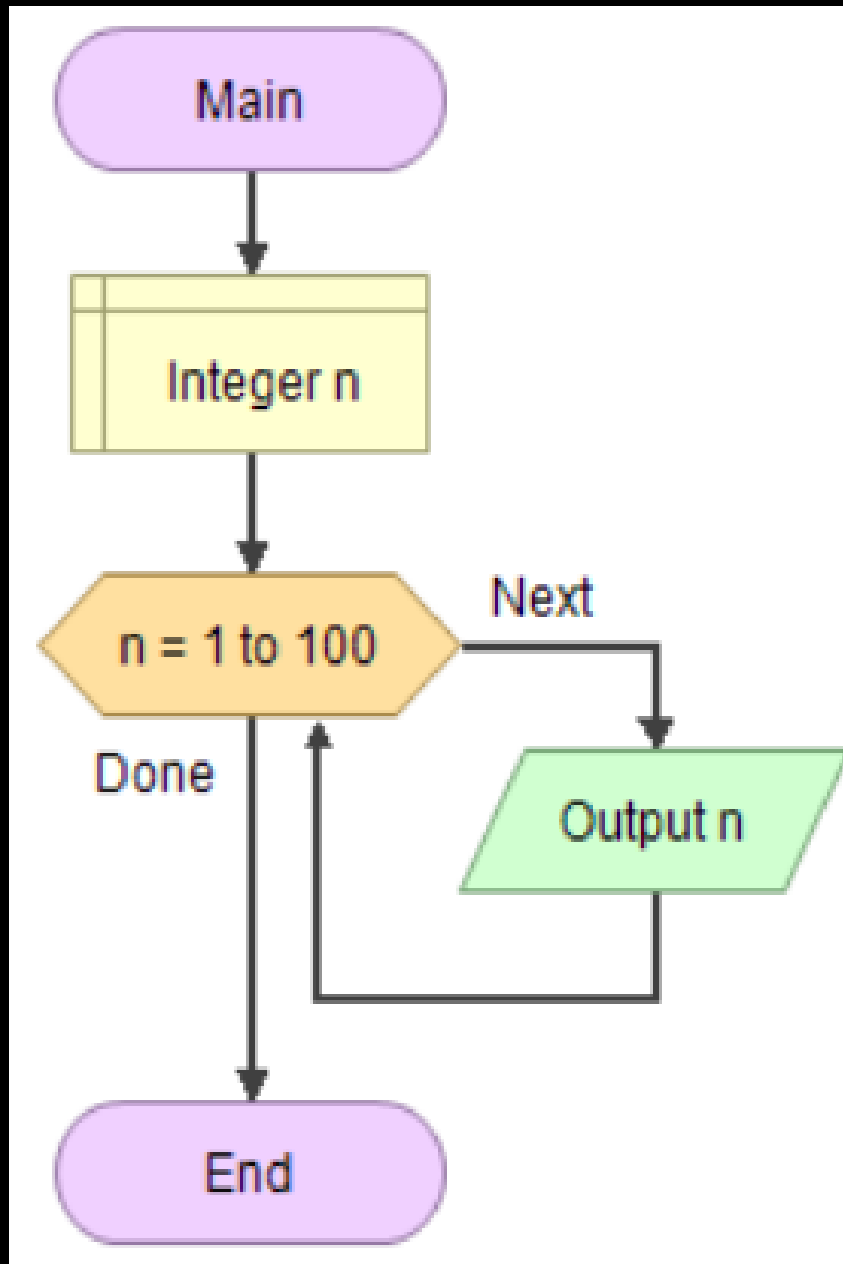 Main
Integer n
n = 1 to 100
Next
Output n
Done
End